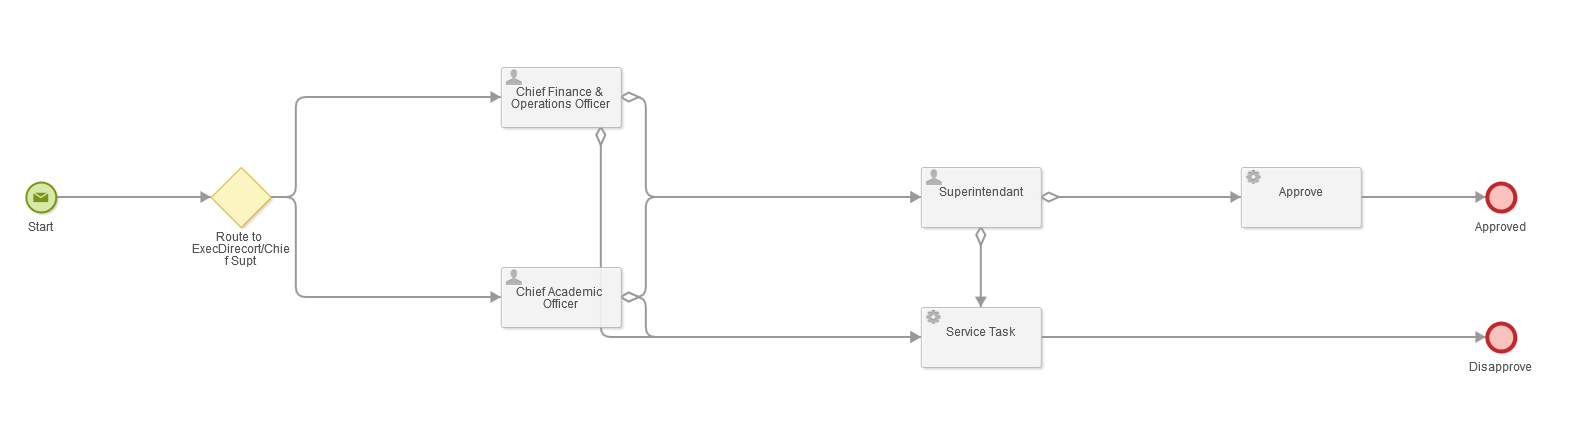 Start
Route to
ExecDirecort/Chie
f Supt
Chief Finance &
Operations Officer
Chief Academic
Officer
Superintendant
Service Task
Approve
Approved
Disapprove